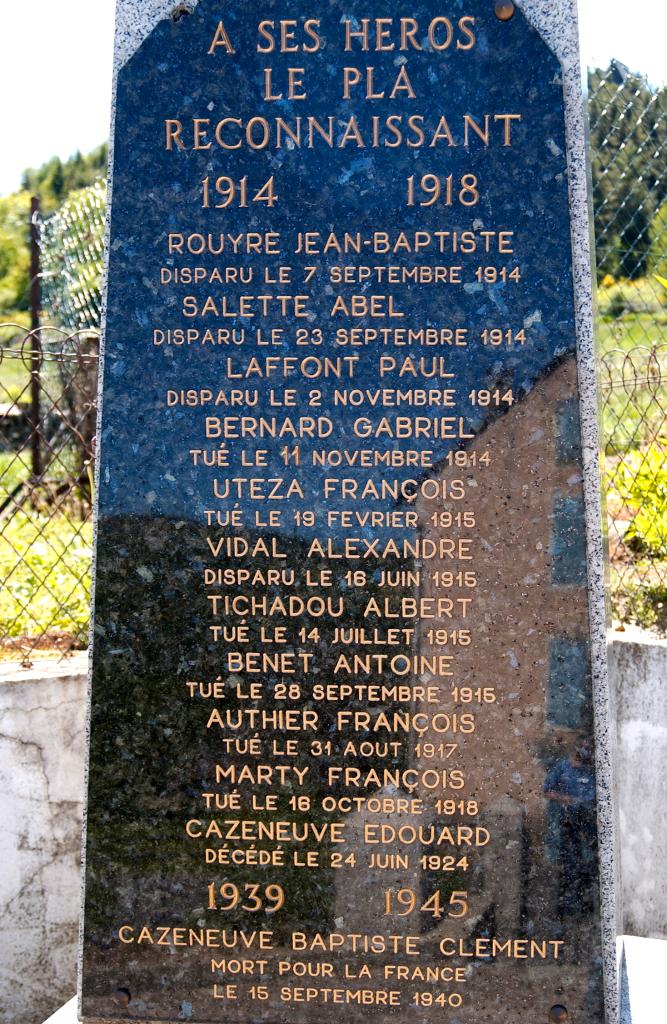 A SES HEROS
LE PLA
RECONNAISSANT
1914 1918
ROUYRE JEAN-BAPTISTE
DISPARU LE 7 SEPTEMBRE 1914
SALETTE ABEL
DISPARU LE 23 SEPTEMBRE 1914
LAFFONT PAUL
DISPARU LE 2 NOVEMBRE 1914
BERNARD GABRIEL
TUÉ LE 11 NOVEMBRE 1914
UTEZA FRANÇOIS
TUÉ LE 19 FEVRIER 1915
VIDAL ALEXANDRE
DISPARU LE 16 JUIN 1915
TICHADOU ALBERT
TUÉ LE 14 JUILLET 1915
BENET ANTOINE
TUÉ LE 28 SEPTEMBRE 1915
AUTHIER FRANÇOIS
TUÉ LE 31 AOUT 1917
MARTY FRANÇOIS
TUÉ LE 16 OCTOBRE 1918
CAZENEUVE EDOUARD
DÉCÉDÉ LE 24 JUIN 1924
1939 1945
CAZENEUVE BAPTISTE CLEMENT
MORT POUR LA FRANCE
LE 15 SEPTEMBRE 1940